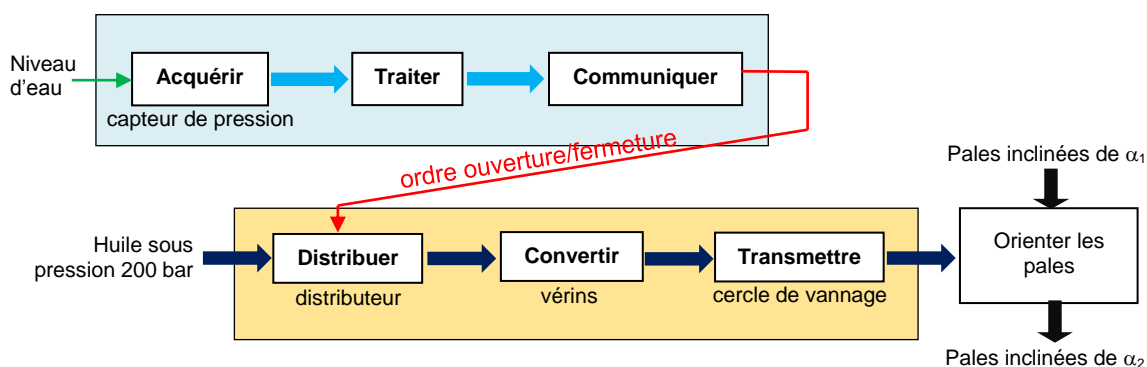 Niveau
d'eau
Acquérir
Traiter
Communiquer
capteur de pression
ordre ouverture/fermeture
Pales inclinées de α1
Huile sous
pression 200 bar
Distribuer
Convertir
Transmettre
distributeur
vérins
cercle de vannage
Orienter les
pales
Pales inclinées de α2